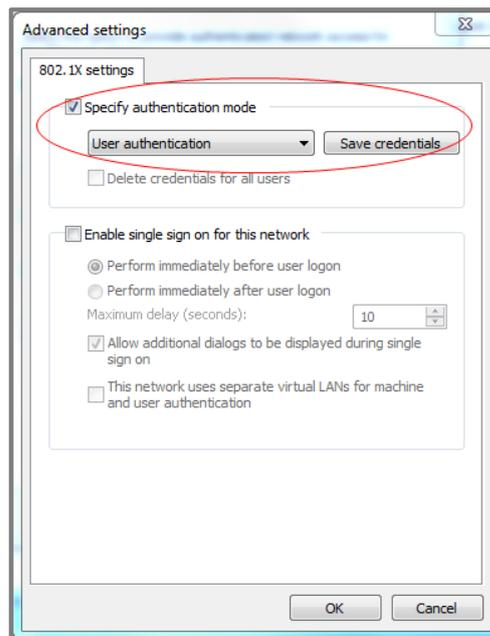 Advanced settings
802.1X settings
Specify authentication mode
User authentication
Save credentials
Delete credentials for all users
Enable single sign on for this network
Perform immediately before user logon
Perform immediately after user logon
Maximum delay (seconds):
10
Allow additional dialogs to be displayed during single
sign on
This network uses separate virtual LANs for machine
and user authentication
OK
Cancel